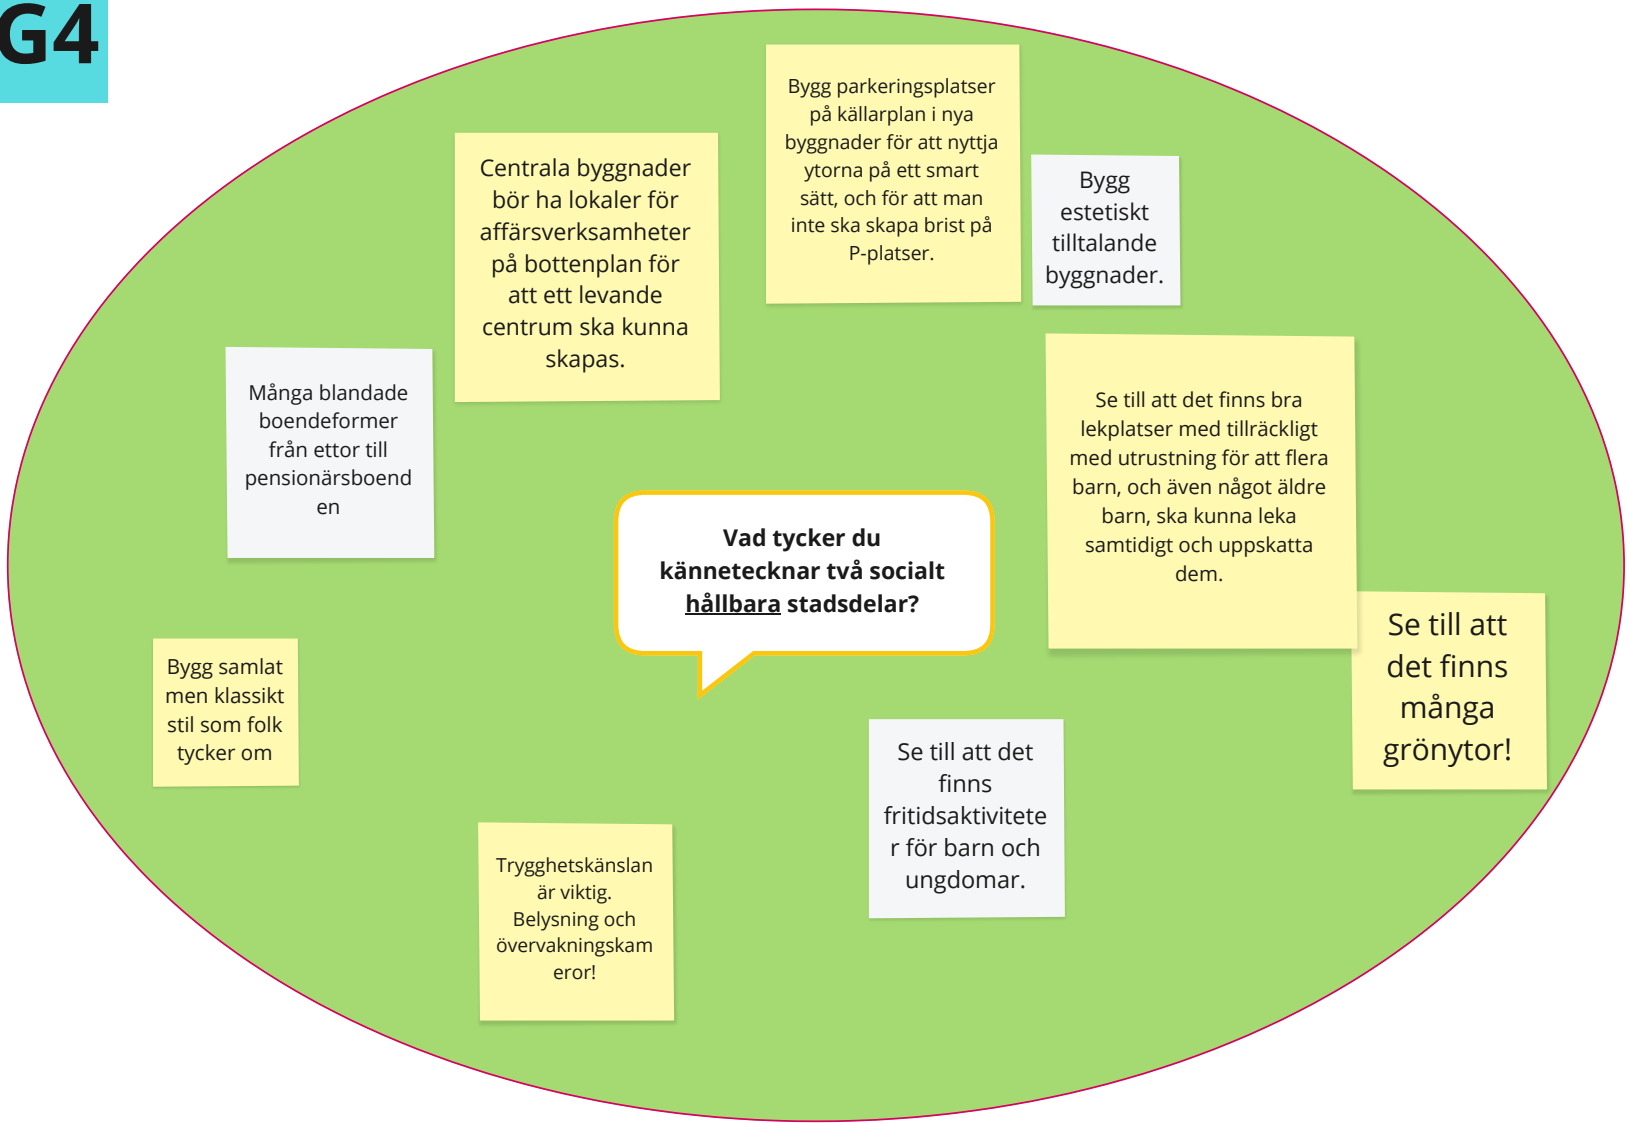 G4
Bygg parkeringsplatser
på källarplan i nya
byggnader för att nyttja
ytorna på ett smart
sätt, och för att man
inte ska skapa brist på
P-platser.
Centrala byggnader
bör ha lokaler för
affärsverksamheter
på bottenplan för
att ett levande
centrum ska kunna
skapas.
Bygg
estetiskt
tilltalande
byggnader.
Många blandade
boendeformer
från ettor till
pensionärsboend
en
Se till att det finns bra
lekplatser med tillräckligt
med utrustning för att flera
barn, och även något äldre
barn, ska kunna leka
samtidigt och uppskatta
dem.
Vad tycker du
kännetecknar två socialt
hållbara stadsdelar?
Se till att
det finns
många
grönytor!
Bygg samlat
men klassikt
stil som folk
tycker om
Se till att det
finns
fritidsaktivitete
r för barn och
ungdomar.
Trygghetskänslan
är viktig.
Belysning och
övervakningskam
eror!